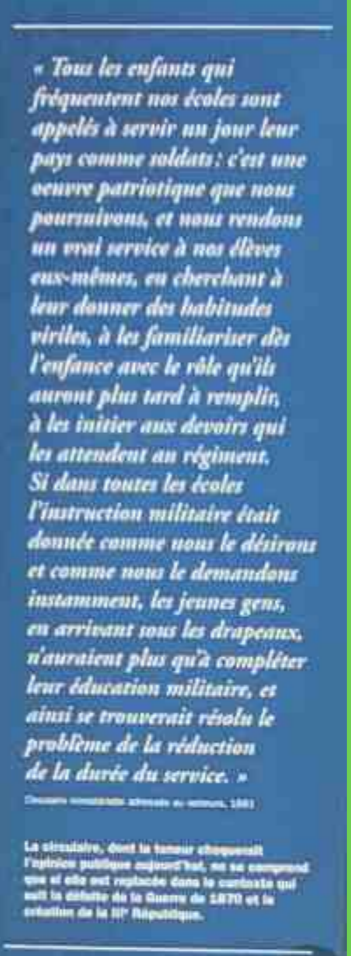 « Tous les enfants qui
fréquentent nos écoles sont
appelés à servir un jour leur
pays comme soldats : c'est une
oeuvre patriotique que nous
poursuivons, et nous rendons
un vrai service à nos élèves
eux-mêmes, en cherchant à
leur donner des habitudes
viriles, à les familiariser dès
l'enfance avec le rôle qu'ils
auront plus tard à remplir,
à les initier aux devoirs qui
les attendent au régiment.
Si dans toutes les écoles
l'instruction militaire était
donnée comme nous le désirons
et comme nous le demandons
instamment, les jeunes gens,
en arrivant sous les drapeaux,
n'auraient plus qu'à compléter
leur éducation militaire, et
ainsi se trouverait résolu le
problème de la réduction
de la durée du service. »
Circulaire ministérielle adressée au recteurs, 1881
La circulaire, dont la teneur choquerait
l'opinion publique aujourd'hui, ne se comprend
que si elle est replacée dans le contexte qui
suit la défaite de la Guerre de 1870 et la
création de la IIIe République.